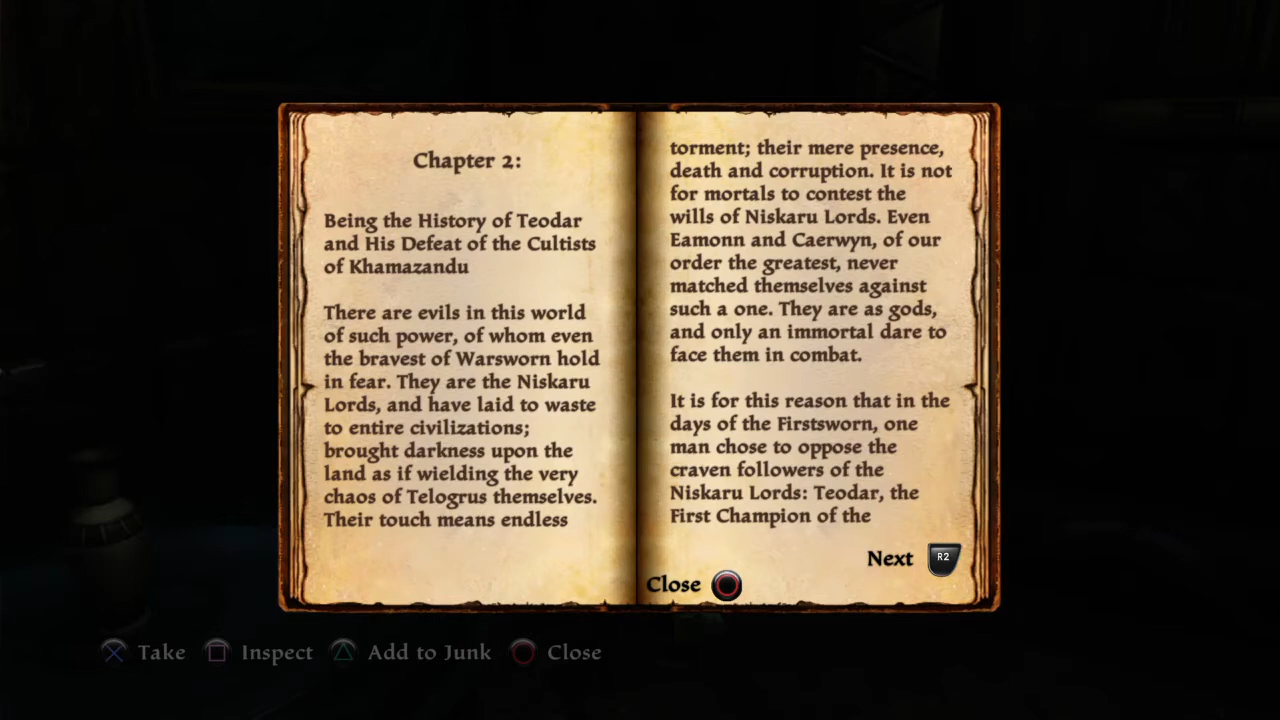 Chapter 2:
Being the History of Teodar
and His Defeat of the Cultists
of Khamazandu
There are evils in this world
of such power, of whom even
the bravest of Warsworn hold
in fear. They are the Niskaru
Lords, and have laid to waste
to entire civilizations;
brought darkness upon the
land as if wielding the very
chaos of Telogrus themselves.
Their touch means endless
torment; their mere presence,
death and corruption. It is not
for mortals to contest the
wills of Niskaru Lords. Even
Eamonn and Caerwyn, of our
order the greatest, never
matched themselves against
such a one. They are as gods,
and only an immortal dare to
face them in combat.
It is for this reason that in the
days of the Firstsworn, one
man chose to oppose the
craven followers of the
Niskaru Lords: Teodar, the
First Champion of the
Next R2
Close
Take Inspect Add to Junk Close